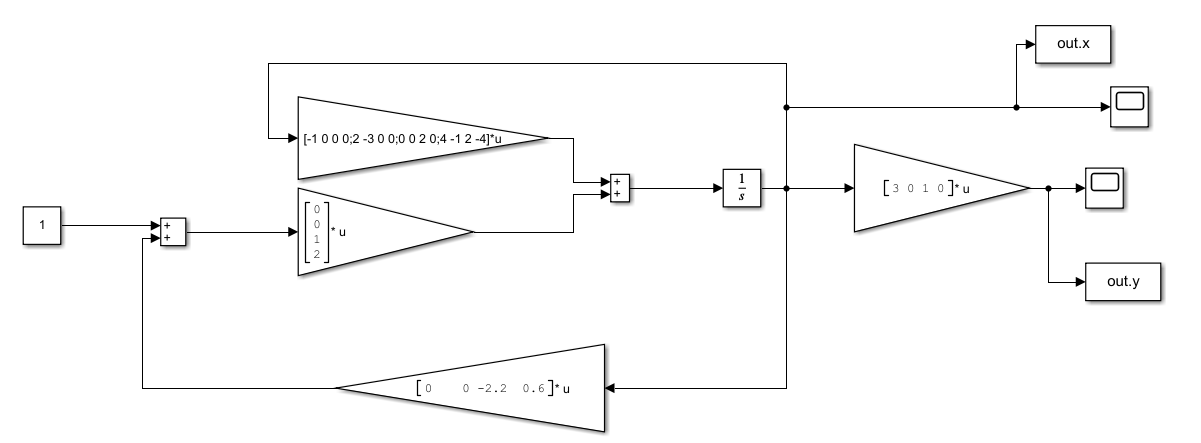 out.x
[-1 0 0 0;2 -3 0 0;0 0 2 0;4 -1 2 -4]*u
+
+
1
s
[3 0 1 0]* u
1
+
+
0
0
1
2
* u
out.y
[0 0 -2.2 0.6]* u